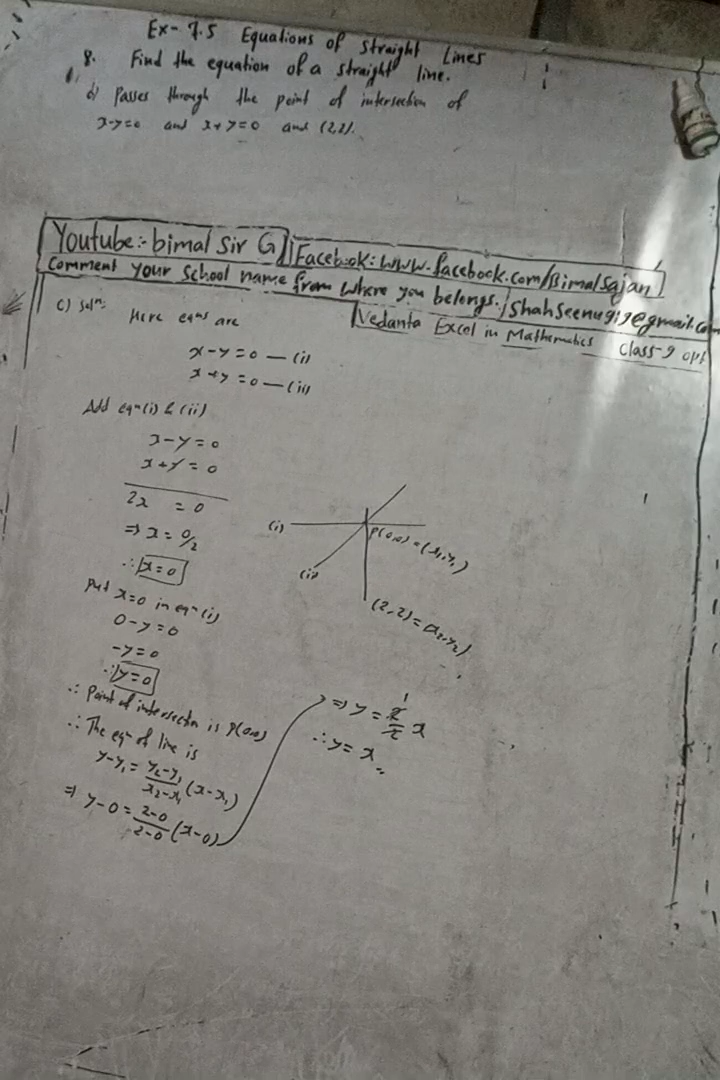 Ex- 7.5 Equations of Straight Lines
8. Find the equation of a straight line.
d) Passes through the point of intersection of
x-y=0 and x+y=0 and (2,2).
Youtube:- bimal Sir G Facebook: www.facebook.com/Bimalsajan
Comment your School name from where you belongs. / Shahseenu913@gmail.com
Vedanta Excel in Mathematics Class-9 opt
c) solⁿ: Here eqns are
x-y=0 — (i)
x+y=0 — (ii)
Add eqⁿ(i) & (ii)
x-y=0
x+y=0
2x =0
⇒ x=0/2
∴ x=0
Put x=0 in eqⁿ(i)
0-y=0
-y=0
∴ y=0
∴ Point of intersection is P(0,0)
∴ The eqⁿ of line is
y-y₁ = y₂-y₁/x₂-x₁ (x-x₁)
⇒ y-0 = 2-0/2-0 (x-0)
(i)
P(0,0) = (x₁,y₁)
(ii)
(2,2) = (x₂,y₂)
⇒ y = 2/2 x
1
∴ y = x